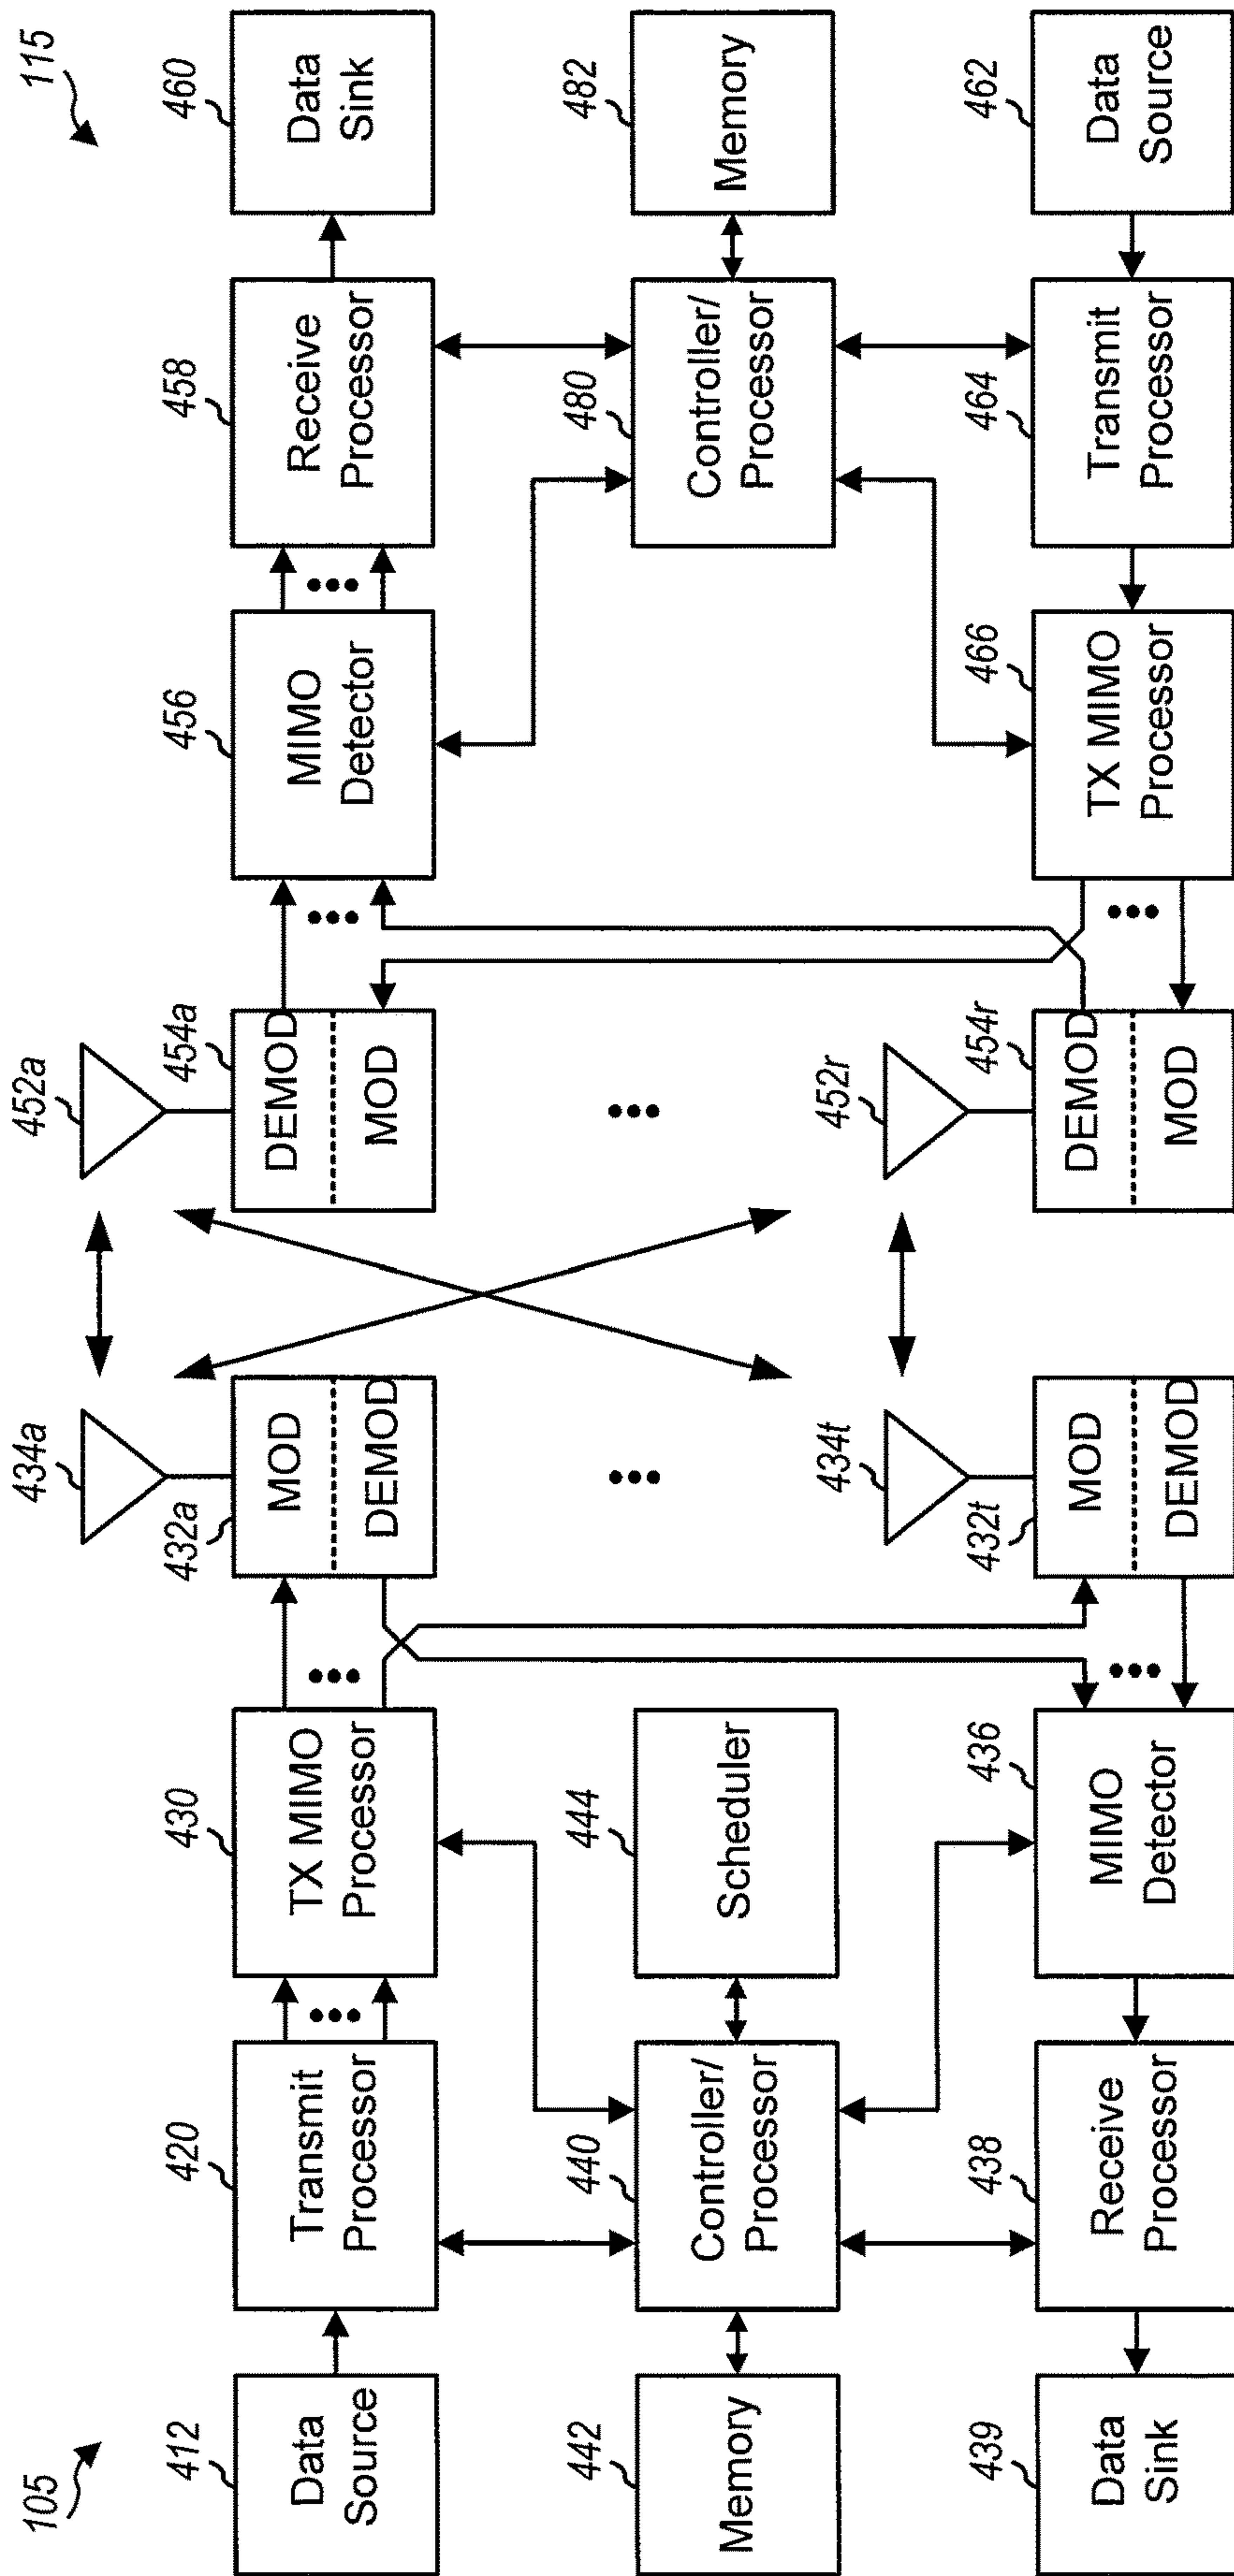 105
115
412
Data
Source
420
Transmit
Processor
430
TX MIMO
Processor
432a
MOD
DEMOD
434a
452a
454a
DEMOD
MOD
456
MIMO
Detector
458
Receive
Processor
460
Data
Sink
442
Memory
440
Controller/
Processor
444
Scheduler
480
Controller/
Processor
482
Memory
439
Data
Sink
438
Receive
Processor
436
MIMO
Detector
432t
MOD
DEMOD
434t
452r
454r
DEMOD
MOD
466
TX MIMO
Processor
464
Transmit
Processor
462
Data
Source